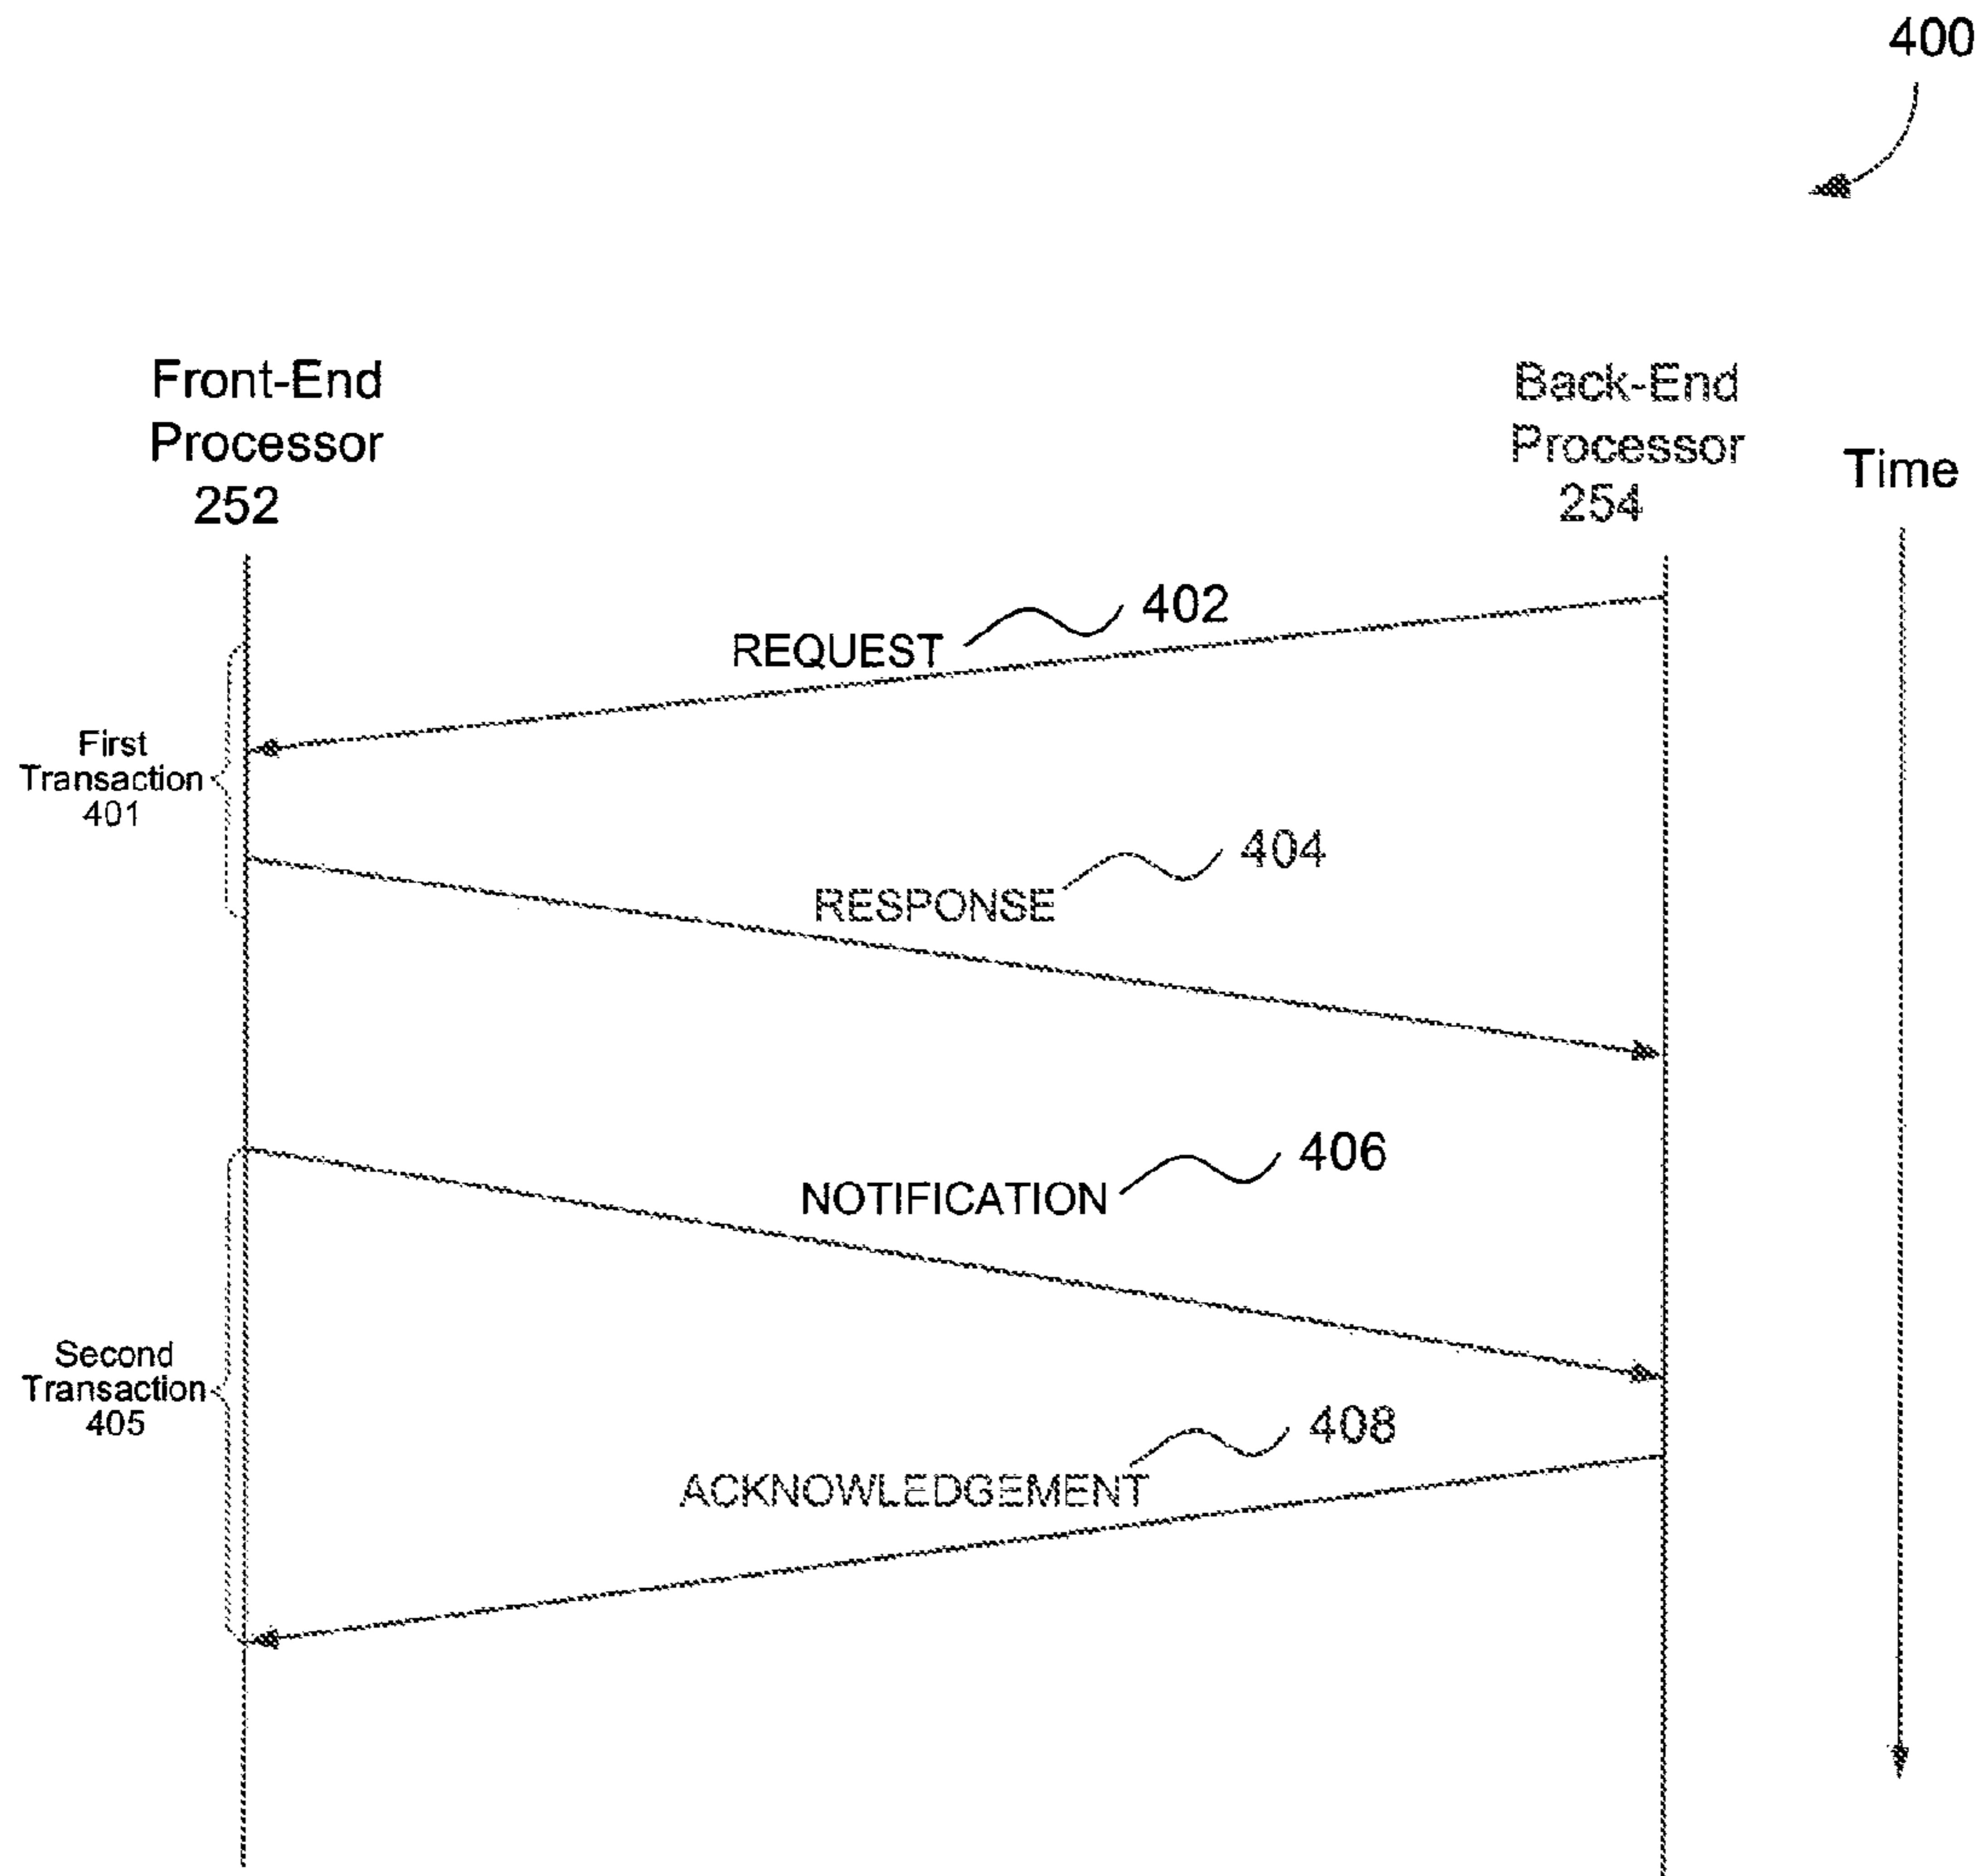 400
Front-End
Processor
252
Back-End
Processor
254
Time
REQUEST
402
First
Transaction
401
RESPONSE
404
NOTIFICATION
406
Second
Transaction
405
ACKNOWLEDGEMENT
408